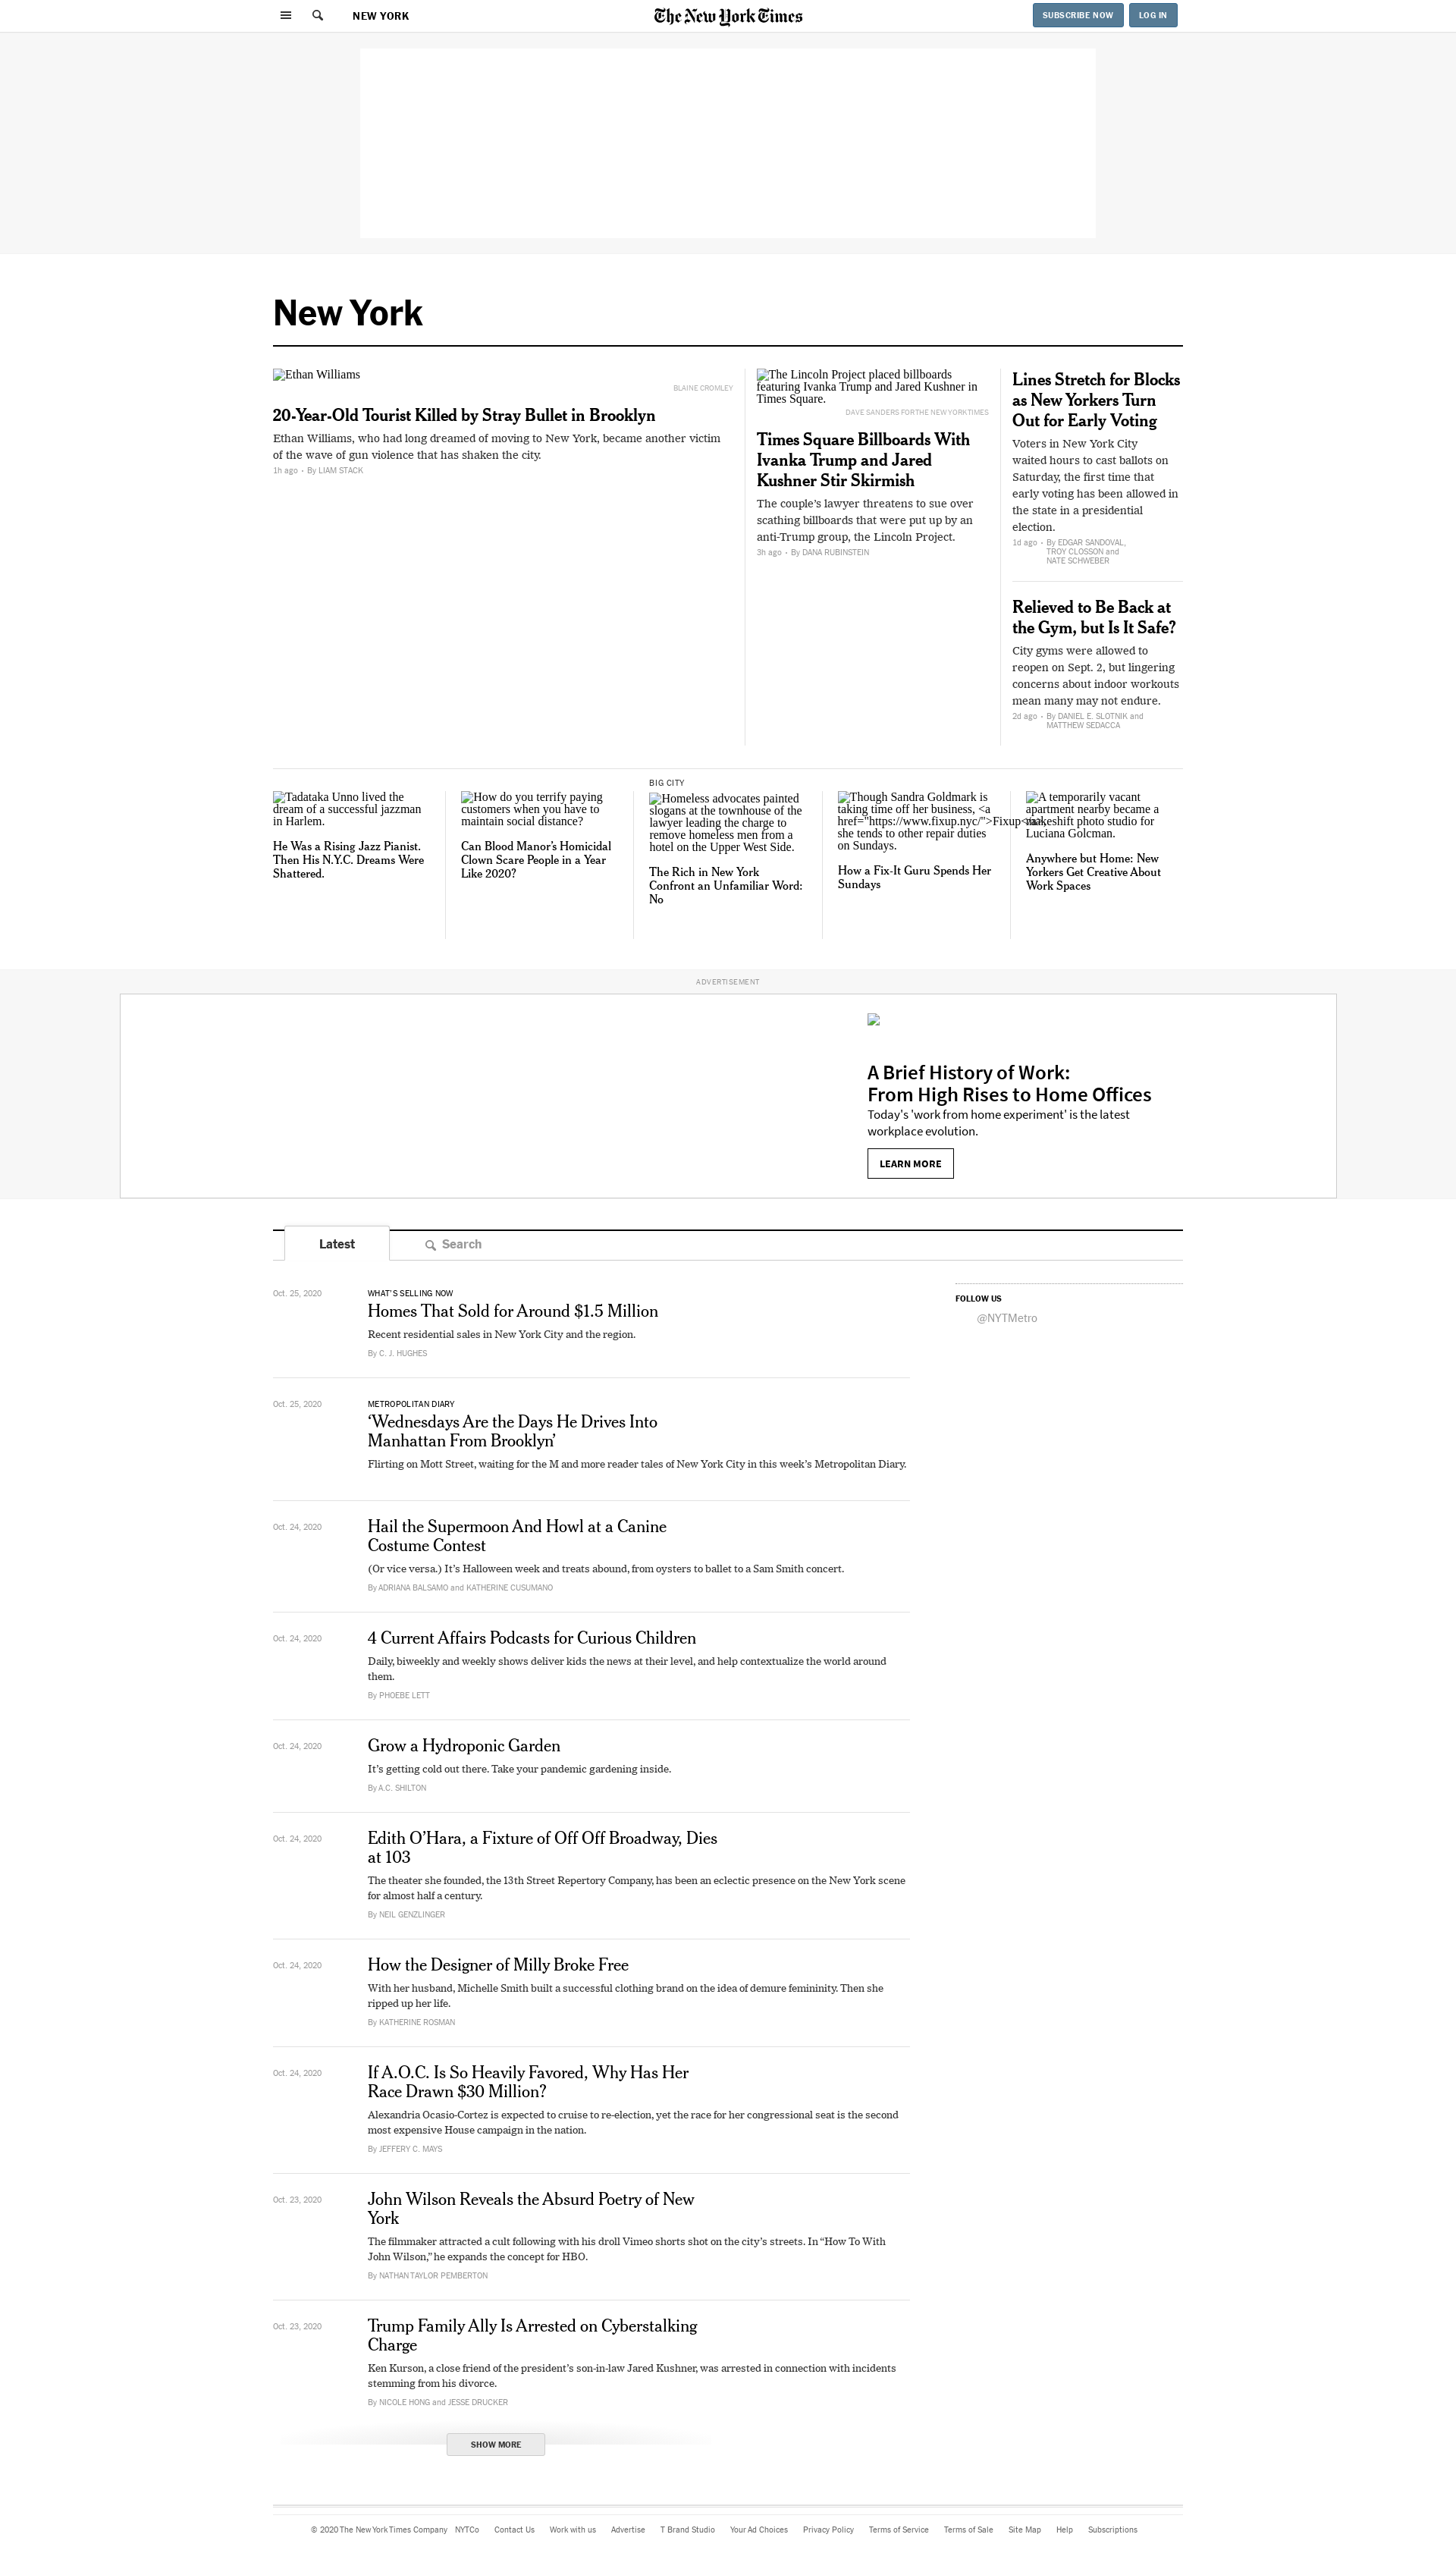 NEW YORK
The New York Times
SUBSCRIBE NOW
LOG IN
New York
Ethan Williams
BLAINE CROMLEY
20-Year-Old Tourist Killed by Stray Bullet in Brooklyn
Ethan Williams, who had long dreamed of moving to New York, became another victim
of the wave of gun violence that has shaken the city.
1h ago • By LIAM STACK
The Lincoln Project placed billboards
featuring Ivanka Trump and Jared Kushner in
Times Square.
DAVE SANDERS FOR THE NEW YORK TIMES
Times Square Billboards With
Ivanka Trump and Jared
Kushner Stir Skirmish
The couple’s lawyer threatens to sue over
scathing billboards that were put up by an
anti-Trump group, the Lincoln Project.
3h ago • By DANA RUBINSTEIN
Lines Stretch for Blocks
as New Yorkers Turn
Out for Early Voting
Voters in New York City
waited hours to cast ballots on
Saturday, the first time that
early voting has been allowed in
the state in a presidential
election.
1d ago • By EDGAR SANDOVAL,
TROY CLOSSON and
NATE SCHWEBER
Relieved to Be Back at
the Gym, but Is It Safe?
City gyms were allowed to
reopen on Sept. 2, but lingering
concerns about indoor workouts
mean many may not endure.
2d ago • By DANIEL E. SLOTNIK and
MATTHEW SEDACCA
Tadataka Unno lived the
dream of a successful jazzman
in Harlem.
He Was a Rising Jazz Pianist.
Then His N.Y.C. Dreams Were
Shattered.
How do you terrify paying
customers when you have to
maintain social distance?
Can Blood Manor’s Homicidal
Clown Scare People in a Year
Like 2020?
BIG CITY
Homeless advocates painted
slogans at the townhouse of the
lawyer leading the charge to
remove homeless men from a
hotel on the Upper West Side.
The Rich in New York
Confront an Unfamiliar Word:
No
Though Sandra Goldmark is
taking time off her business, <a
href="https://www.fixup.nyc/">Fixup</a>,
she tends to other repair duties
on Sundays.
How a Fix-It Guru Spends Her
Sundays
A temporarily vacant
apartment nearby became a
makeshift photo studio for
Luciana Golcman.
Anywhere but Home: New
Yorkers Get Creative About
Work Spaces
ADVERTISEMENT
A Brief History of Work:
From High Rises to Home Offices
Today's 'work from home experiment' is the latest
workplace evolution.
LEARN MORE
Latest
Search
Oct. 25, 2020
WHAT'S SELLING NOW
Homes That Sold for Around $1.5 Million
Recent residential sales in New York City and the region.
By C. J. HUGHES
FOLLOW US
@NYTMetro
Oct. 25, 2020
METROPOLITAN DIARY
‘Wednesdays Are the Days He Drives Into
Manhattan From Brooklyn’
Flirting on Mott Street, waiting for the M and more reader tales of New York City in this week’s Metropolitan Diary.
Oct. 24, 2020
Hail the Supermoon And Howl at a Canine
Costume Contest
(Or vice versa.) It’s Halloween week and treats abound, from oysters to ballet to a Sam Smith concert.
By ADRIANA BALSAMO and KATHERINE CUSUMANO
Oct. 24, 2020
4 Current Affairs Podcasts for Curious Children
Daily, biweekly and weekly shows deliver kids the news at their level, and help contextualize the world around
them.
By PHOEBE LETT
Oct. 24, 2020
Grow a Hydroponic Garden
It’s getting cold out there. Take your pandemic gardening inside.
By A.C. SHILTON
Oct. 24, 2020
Edith O’Hara, a Fixture of Off Off Broadway, Dies
at 103
The theater she founded, the 13th Street Repertory Company, has been an eclectic presence on the New York scene
for almost half a century.
By NEIL GENZLINGER
Oct. 24, 2020
How the Designer of Milly Broke Free
With her husband, Michelle Smith built a successful clothing brand on the idea of demure femininity. Then she
ripped up her life.
By KATHERINE ROSMAN
Oct. 24, 2020
If A.O.C. Is So Heavily Favored, Why Has Her
Race Drawn $30 Million?
Alexandria Ocasio-Cortez is expected to cruise to re-election, yet the race for her congressional seat is the second
most expensive House campaign in the nation.
By JEFFERY C. MAYS
Oct. 23, 2020
John Wilson Reveals the Absurd Poetry of New
York
The filmmaker attracted a cult following with his droll Vimeo shorts shot on the city’s streets. In “How To With
John Wilson,” he expands the concept for HBO.
By NATHAN TAYLOR PEMBERTON
Oct. 23, 2020
Trump Family Ally Is Arrested on Cyberstalking
Charge
Ken Kurson, a close friend of the president’s son-in-law Jared Kushner, was arrested in connection with incidents
stemming from his divorce.
By NICOLE HONG and JESSE DRUCKER
SHOW MORE
© 2020 The New York Times Company NYTCo Contact Us Work with us Advertise T Brand Studio Your Ad Choices Privacy Policy Terms of Service Terms of Sale Site Map Help Subscriptions